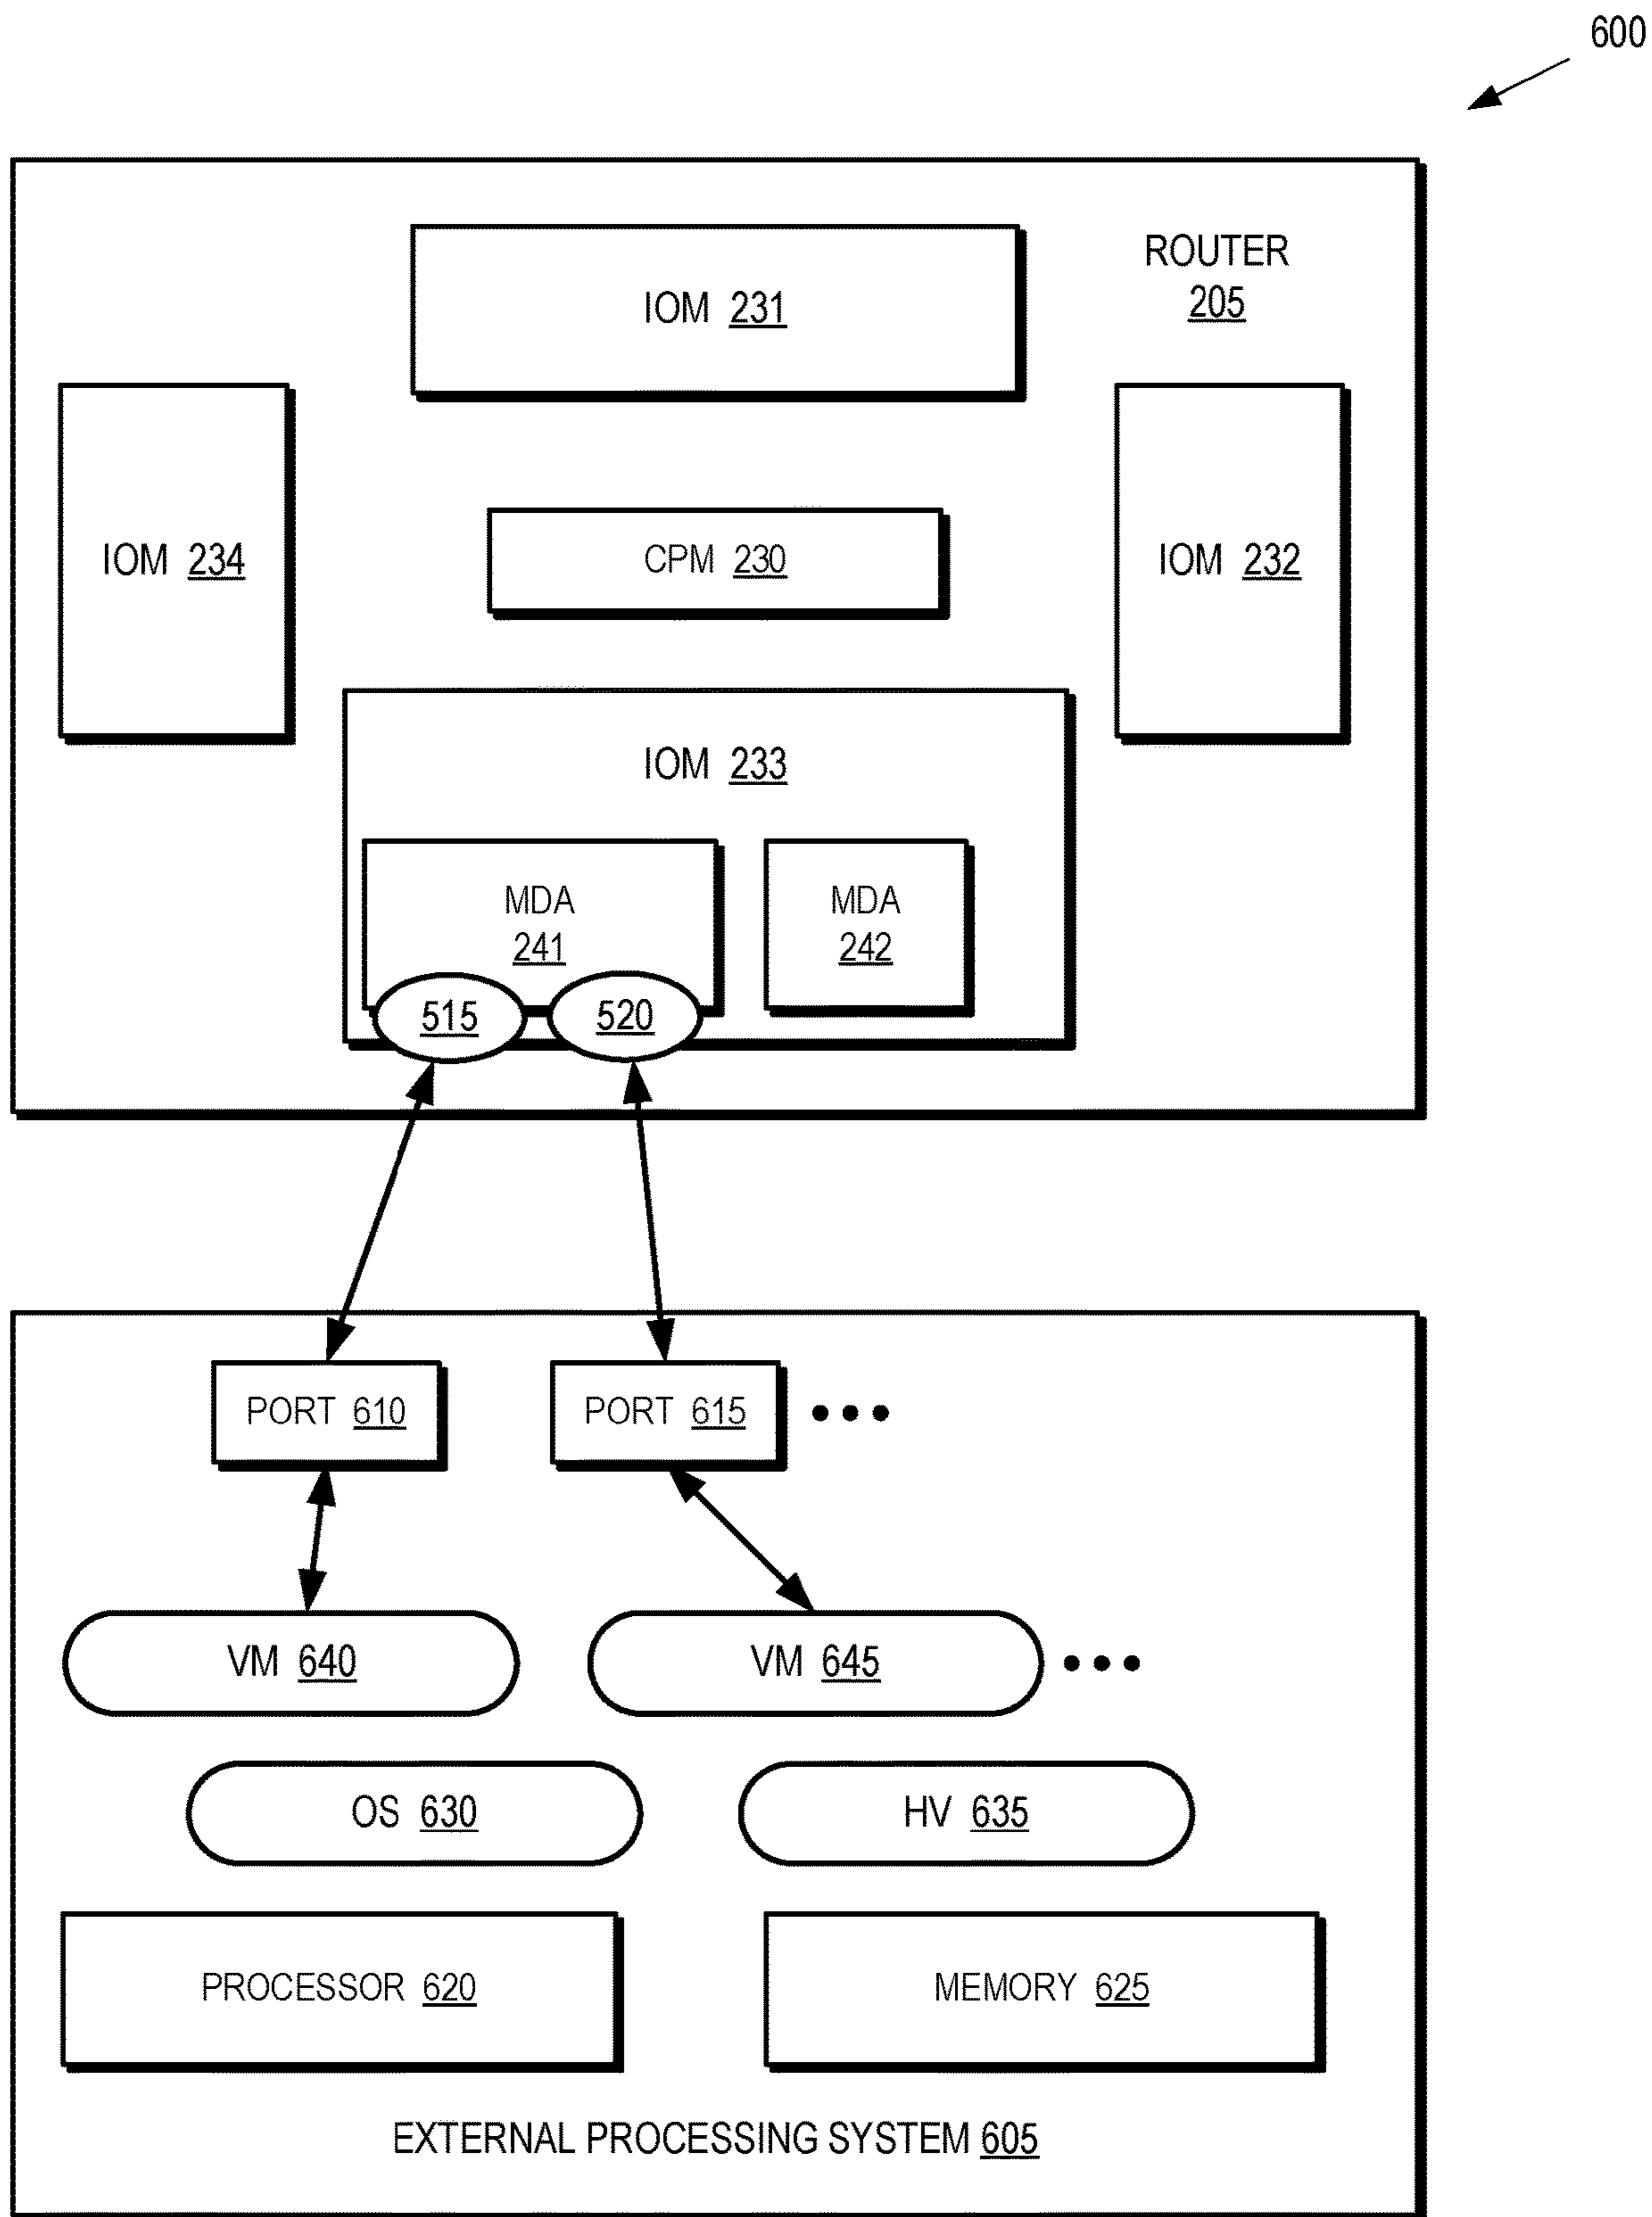 600
ROUTER
205
IOM 231
IOM 234
CPM 230
IOM 232
IOM 233
MDA
241
MDA
242
515
520
PORT 610
PORT 615
VM 640
VM 645
OS 630
HV 635
PROCESSOR 620
MEMORY 625
EXTERNAL PROCESSING SYSTEM 605